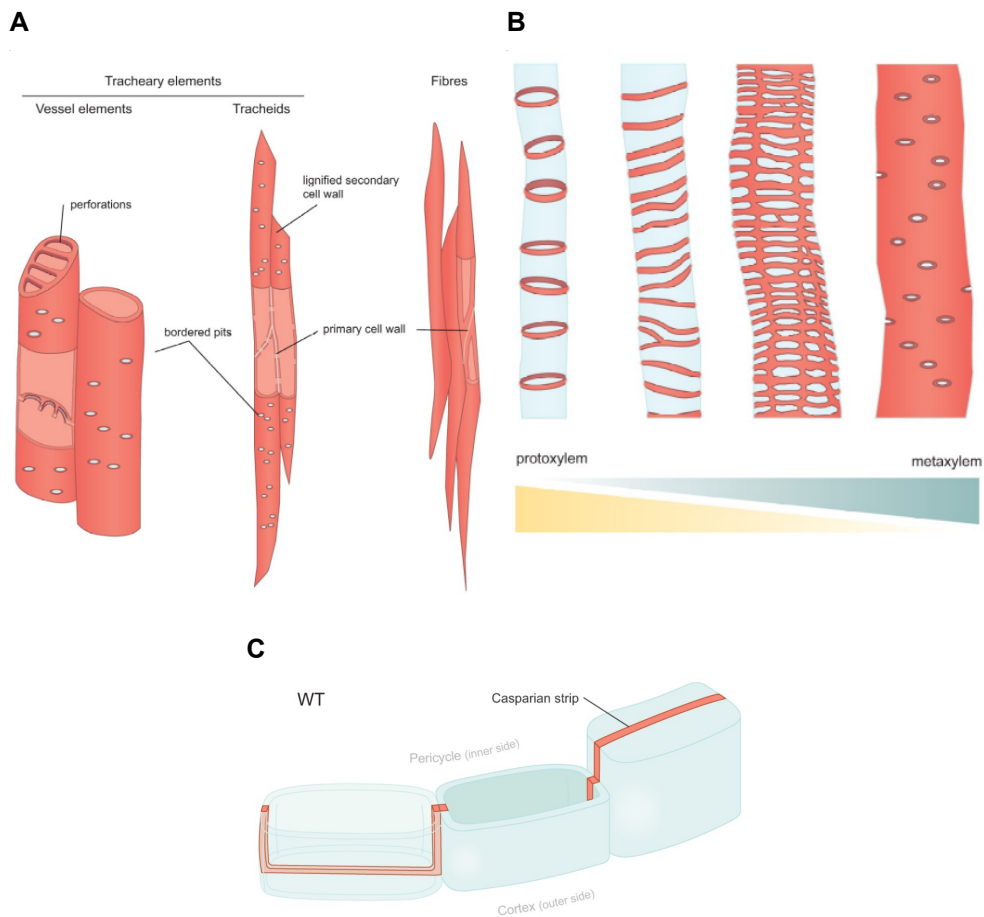 A
Tracheary elements
Vessel elements
Tracheids
Fibres
perforations
lignified secondary
cell wall
bordered pits
primary cell wall
B
protoxylem
metaxylem
C
WT
Casparian strip
Pericycle (inner side)
Cortex (outer side)